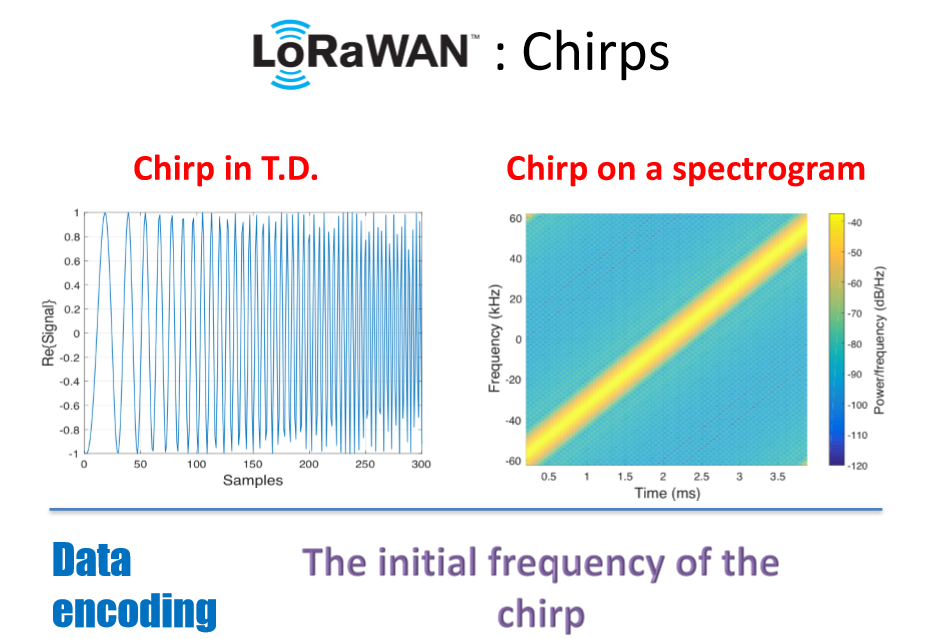 LoRaWAN™ : Chirps
Chirp in T.D.
Chirp on a spectrogram
1
0.8
0.6
0.4
0.2
0
-0.2
-0.4
-0.6
-0.8
-1
Re{Signal}
0 50 100 150 200 250 300
Samples
60
40
20
0
-20
-40
-60
Frequency (kHz)
0.5 1 1.5 2 2.5 3 3.5
Time (ms)
-40
-50
-60
-70
-80
-90
-100
-110
-120
Power/frequency (dB/Hz)
Data
encoding
The initial frequency of the
chirp